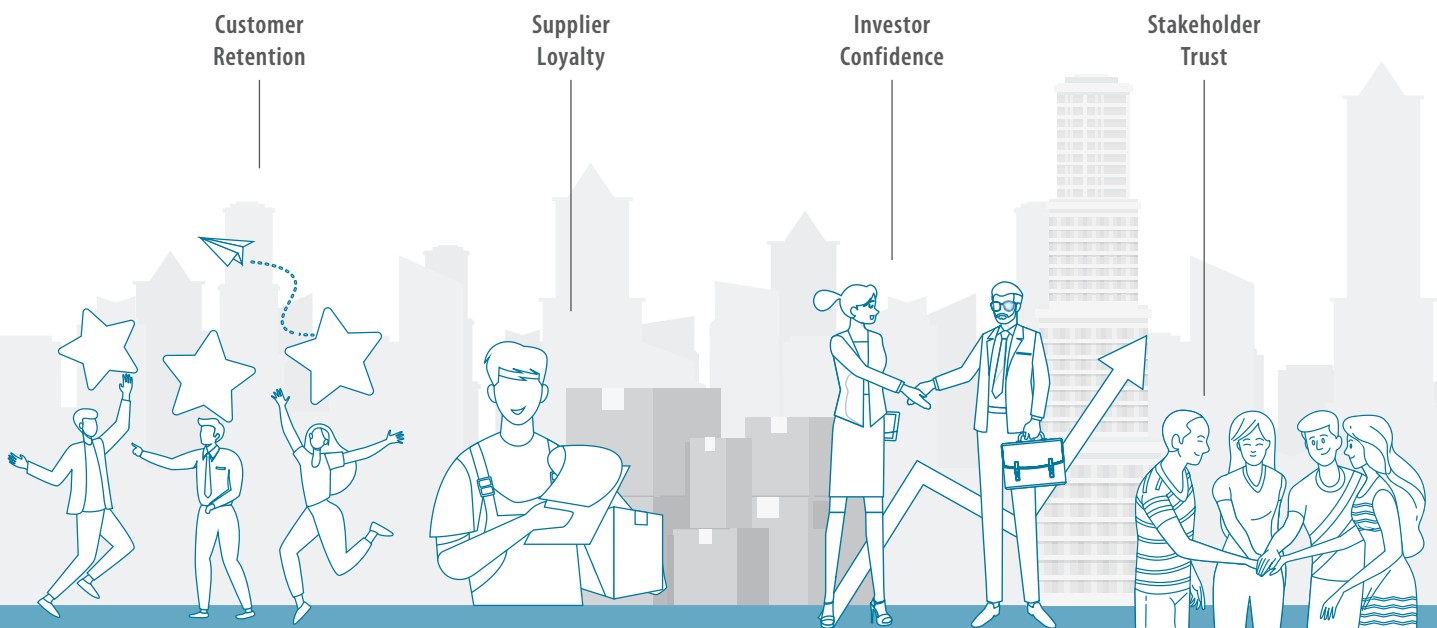 Customer
Retention
Supplier
Loyalty
Investor
Confidence
Stakeholder
Trust